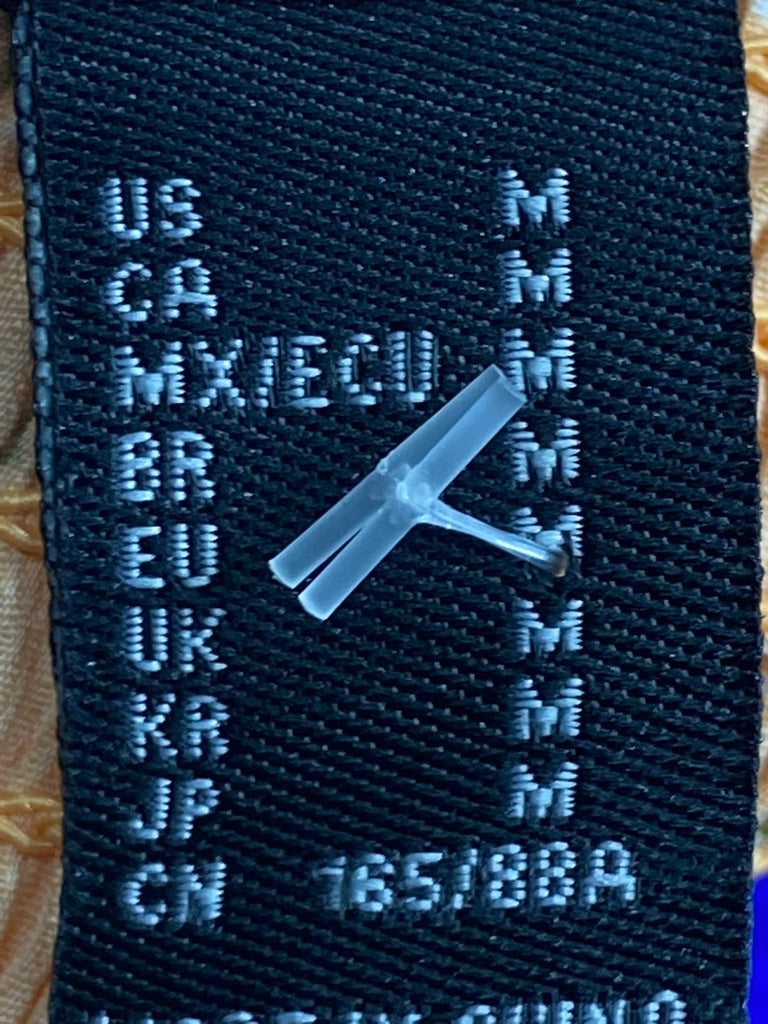 US M
CA M
MX/ECU M
BR M
EU M
UK M
KR M
JP M
CN 165/88A